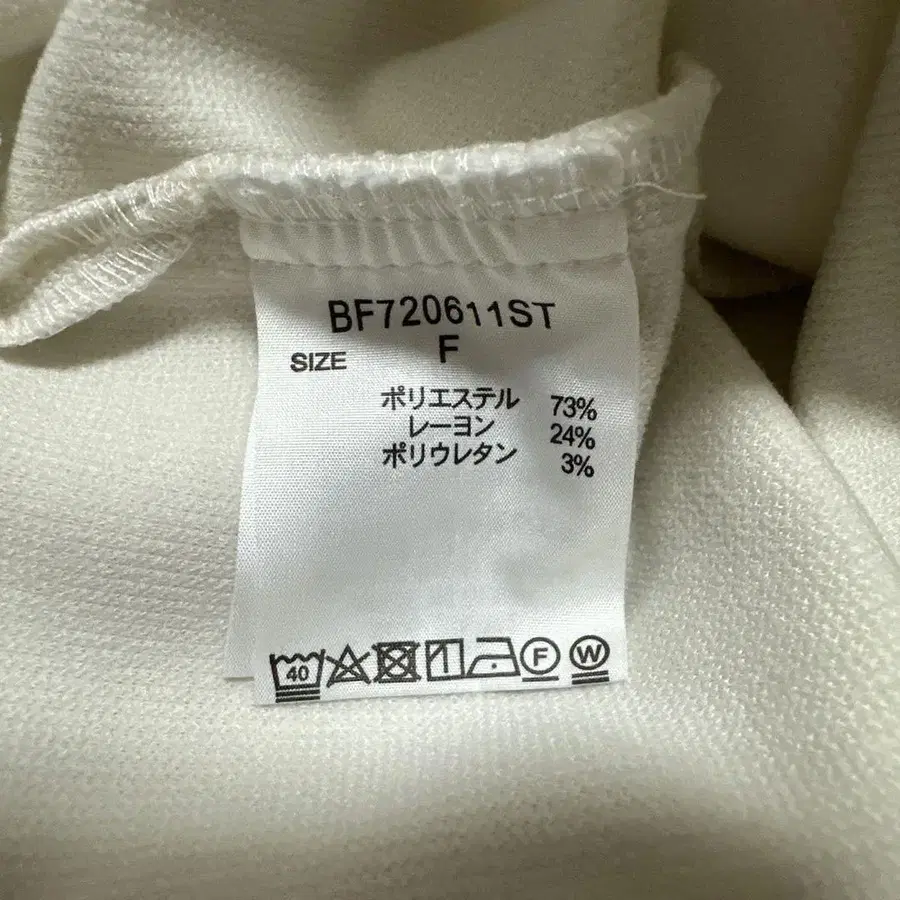 BF720611ST
SIZE F
ポリエステル 73%
レーヨン 24%
ポリウレタン 3%
40 F W